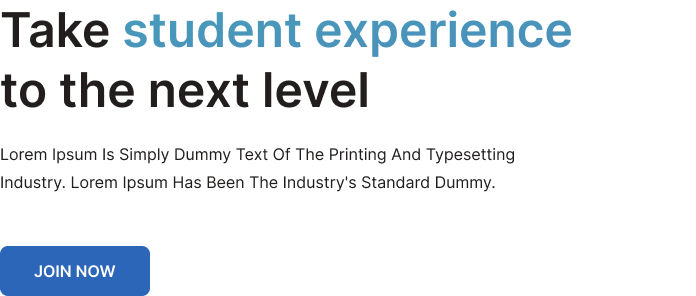 Take student experience
to the next level
Lorem Ipsum Is Simply Dummy Text Of The Printing And Typesetting
Industry. Lorem Ipsum Has Been The Industry's Standard Dummy.
JOIN NOW